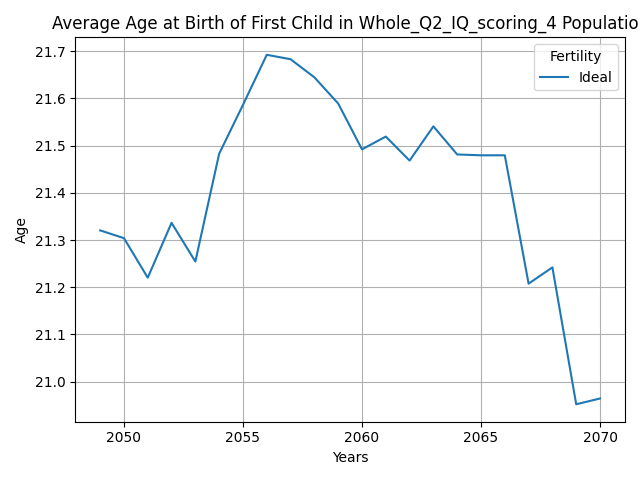 Average Age at Birth of First Child in Whole_Q2_IQ_scoring_4 Populatio
Fertility
Ideal
21.7
21.6
21.5
21.4
21.3
21.2
21.1
21.0
Age
2050 2055 2060 2065 2070
Years